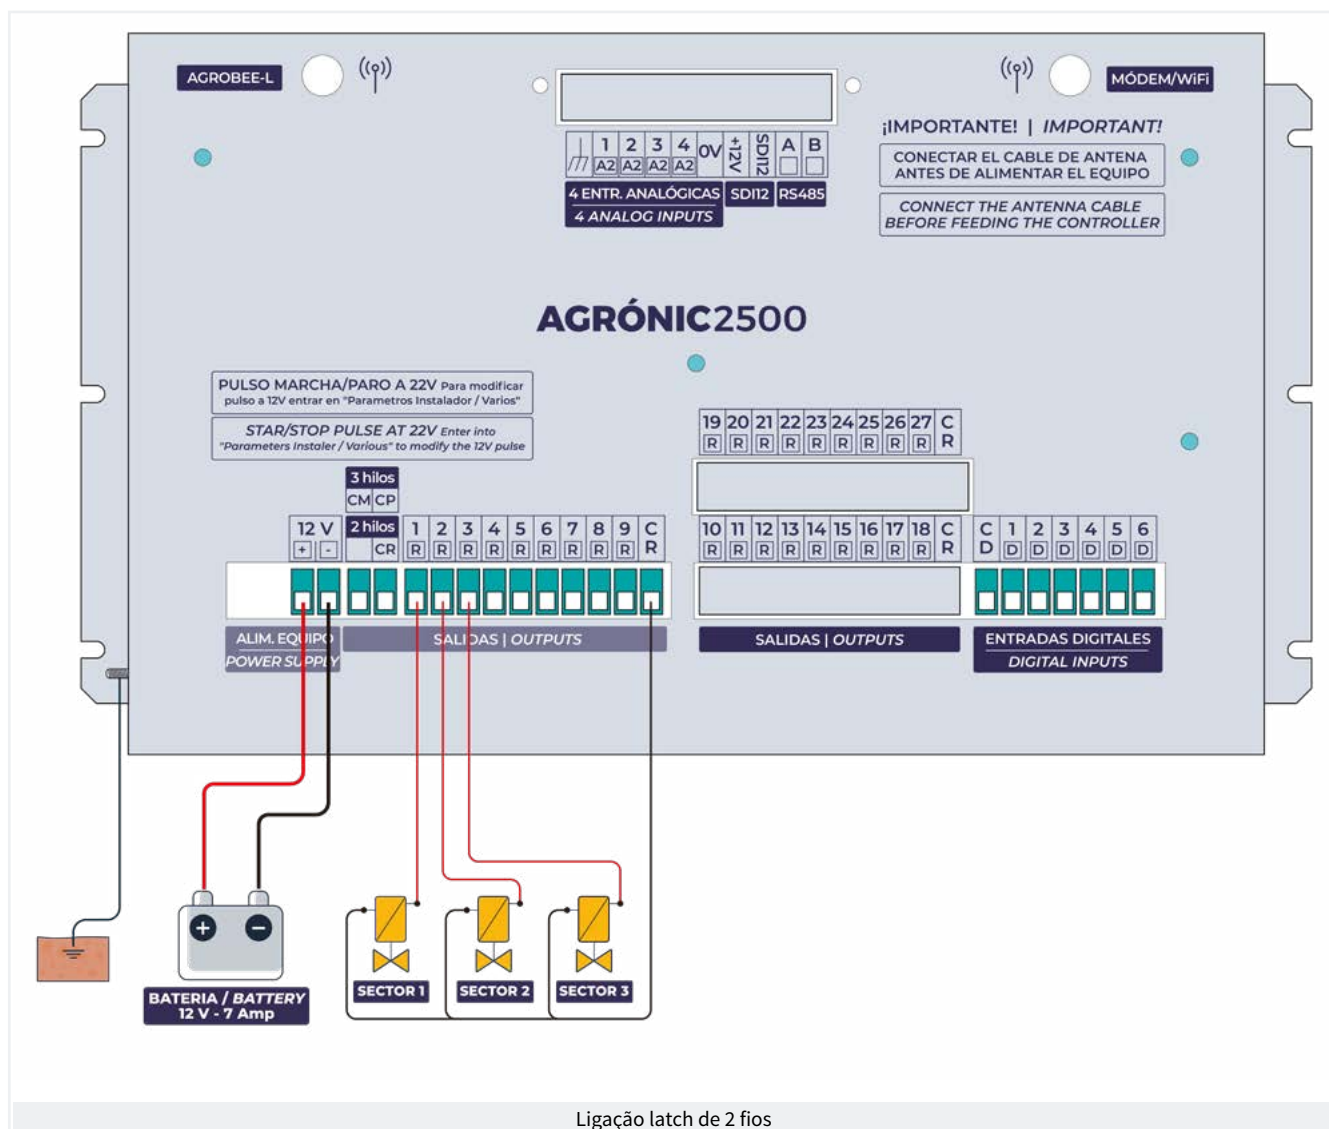 AGROBEE-L
MÓDEM/WiFi
¡IMPORTANTE! | IMPORTANT!
CONECTAR EL CABLE DE ANTENA
ANTES DE ALIMENTAR EL EQUIPO
CONNECT THE ANTENNA CABLE
BEFORE FEEDING THE CONTROLLER
1 2 3 4 0V +12V SDI12 A B
A2 A2 A2 A2
4 ENTR. ANALÓGICAS SDI12 RS485
4 ANALOG INPUTS
AGRÓNIC2500
PULSO MARCHA/PARO A 22V Para modificar
pulso a 12V entrar en "Parametros Instalador / Varios"
STAR/STOP PULSE AT 22V Enter into
"Parameters Instaler / Various" to modify the 12V pulse
19 20 21 22 23 24 25 26 27 C
R R R R R R R R R R
3 hilos
CM CP
12 V 2 hilos 1 2 3 4 5 6 7 8 9 C
+ - CR R R R R R R R R R R
10 11 12 13 14 15 16 17 18 C
R R R R R R R R R R
C 1 2 3 4 5 6
D D D D D D D
ALIM. EQUIPO
POWER SUPPLY
SALIDAS | OUTPUTS
SALIDAS | OUTPUTS
ENTRADAS DIGITALES
DIGITAL INPUTS
+ −
BATERIA / BATTERY
12 V - 7 Amp
SECTOR 1
SECTOR 2
SECTOR 3
Ligação latch de 2 fios